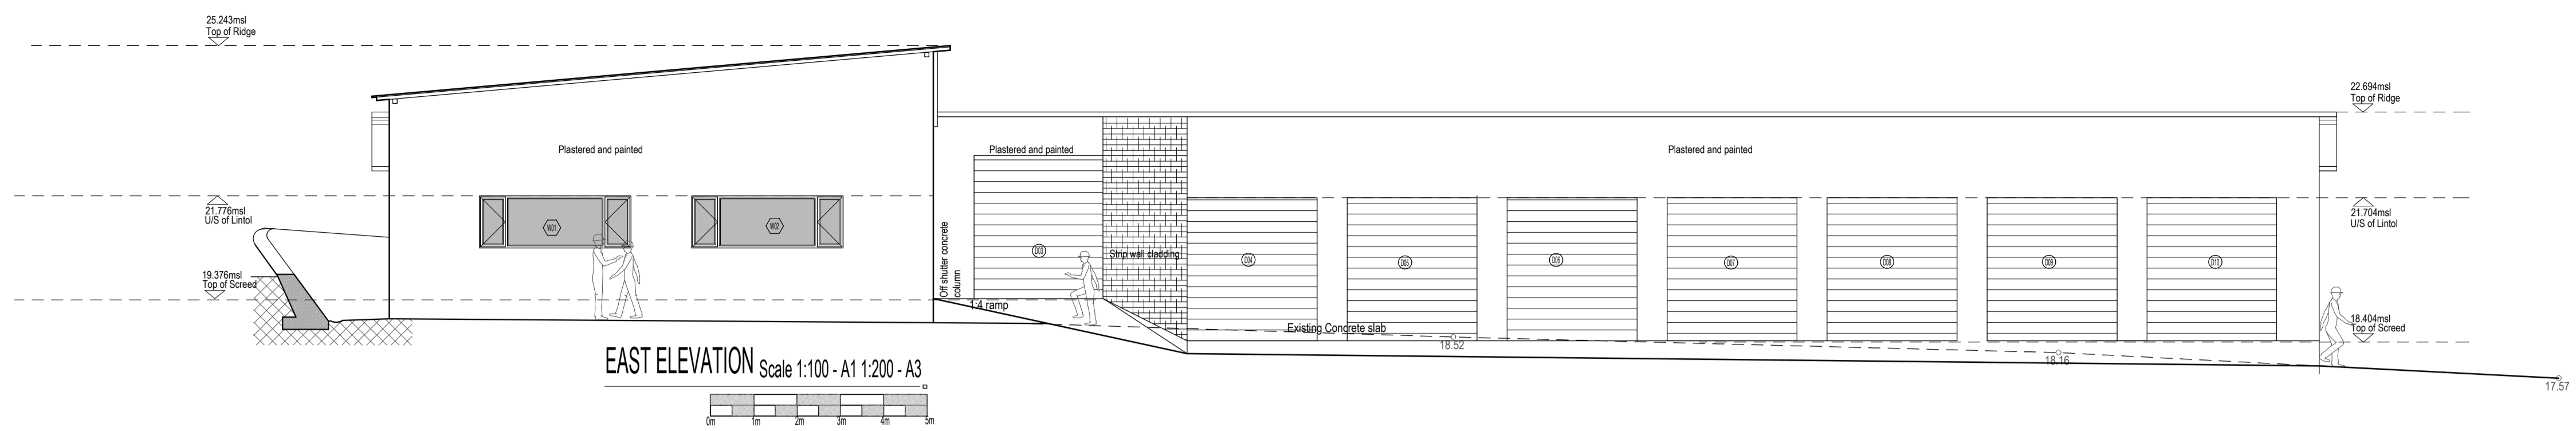 25.243msl
Top of Ridge
22.694msl
Top of Ridge
Plastered and painted
Plastered and painted
Plastered and painted
21.776msl
U/S of Lintol
21.704msl
U/S of Lintol
W01
W02
Off shutter concrete
column
D03
Strip wall cladding
D04
D05
D06
D07
D08
D09
D10
19.376msl
Top of Screed
1:4 ramp
Existing Concrete slab
18.52
18.16
18.404msl
Top of Screed
17.57
EAST ELEVATION Scale 1:100 - A1 1:200 - A3
0m 1m 2m 3m 4m 5m